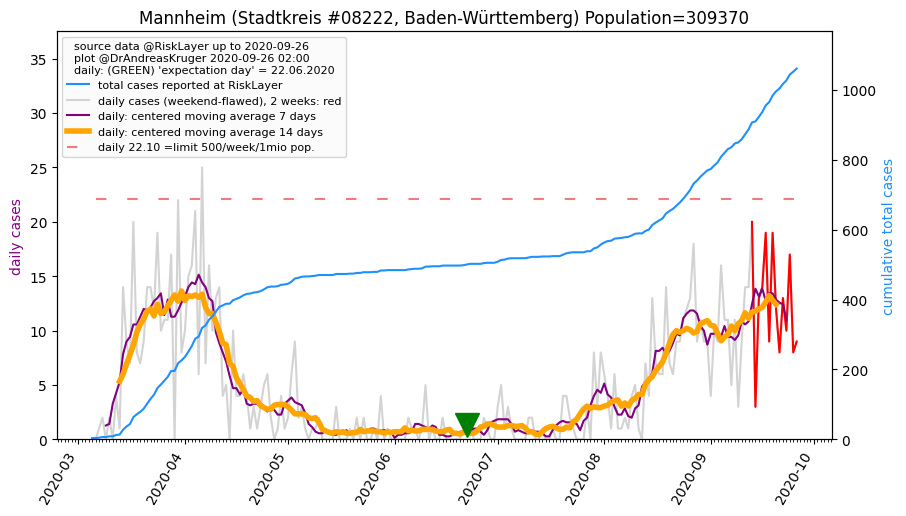 Mannheim (Stadtkreis #08222, Baden-Württemberg) Population=309370
source data @RiskLayer up to 2020-09-26
plot @DrAndreasKruger 2020-09-26 02:00
daily: (GREEN) 'expectation day' = 22.06.2020
total cases reported at RiskLayer
daily cases (weekend-flawed), 2 weeks: red
daily: centered moving average 7 days
daily: centered moving average 14 days
daily 22.10 =limit 500/week/1mio pop.
daily cases
35
30
25
20
15
10
5
0
cumulative total cases
1000
800
600
400
200
0
2020-03
2020-04
2020-05
2020-06
2020-07
2020-08
2020-09
2020-10